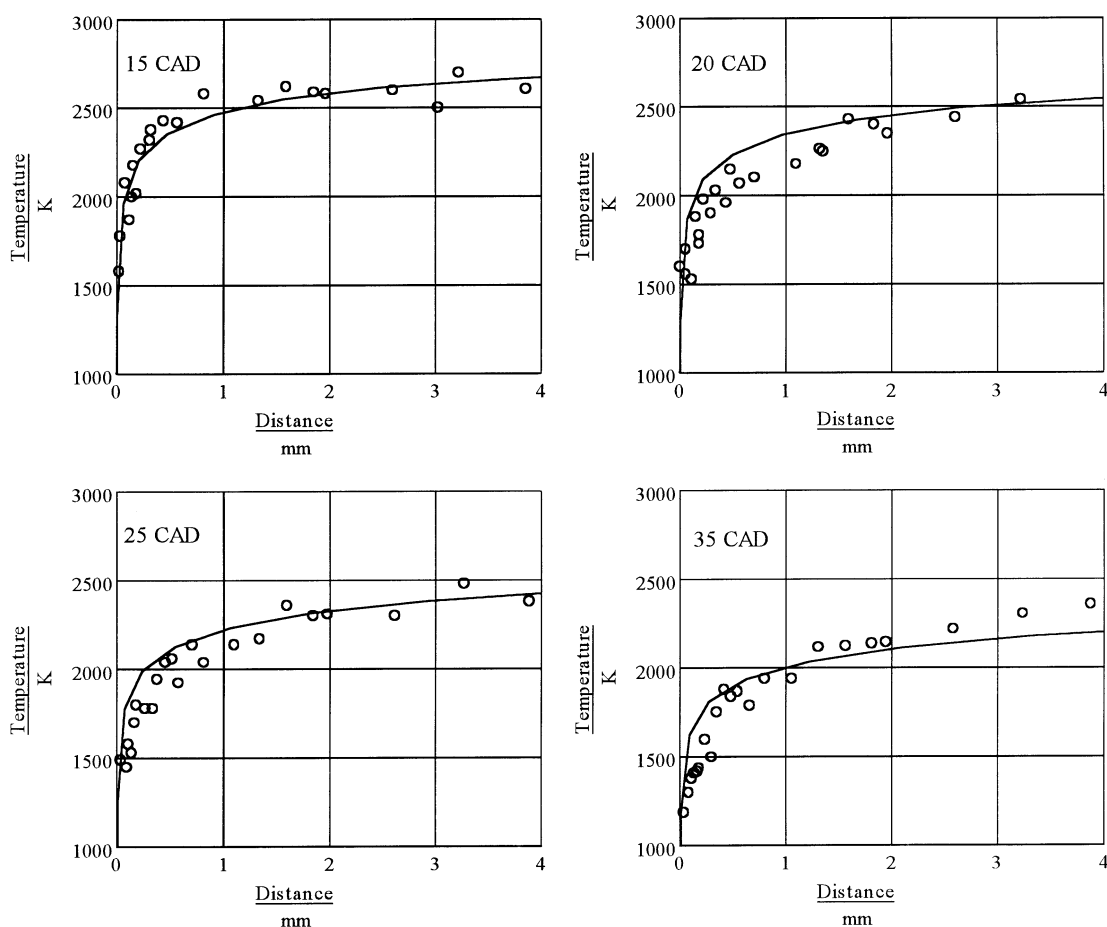 3000
15 CAD
2500
2000
1500
1000
Temperature
K
0 1 2 3 4
Distance
mm
3000
20 CAD
2500
2000
1500
1000
Temperature
K
0 1 2 3 4
Distance
mm
3000
25 CAD
2500
2000
1500
1000
Temperature
K
0 1 2 3 4
Distance
mm
3000
35 CAD
2500
2000
1500
1000
Temperature
K
0 1 2 3 4
Distance
mm